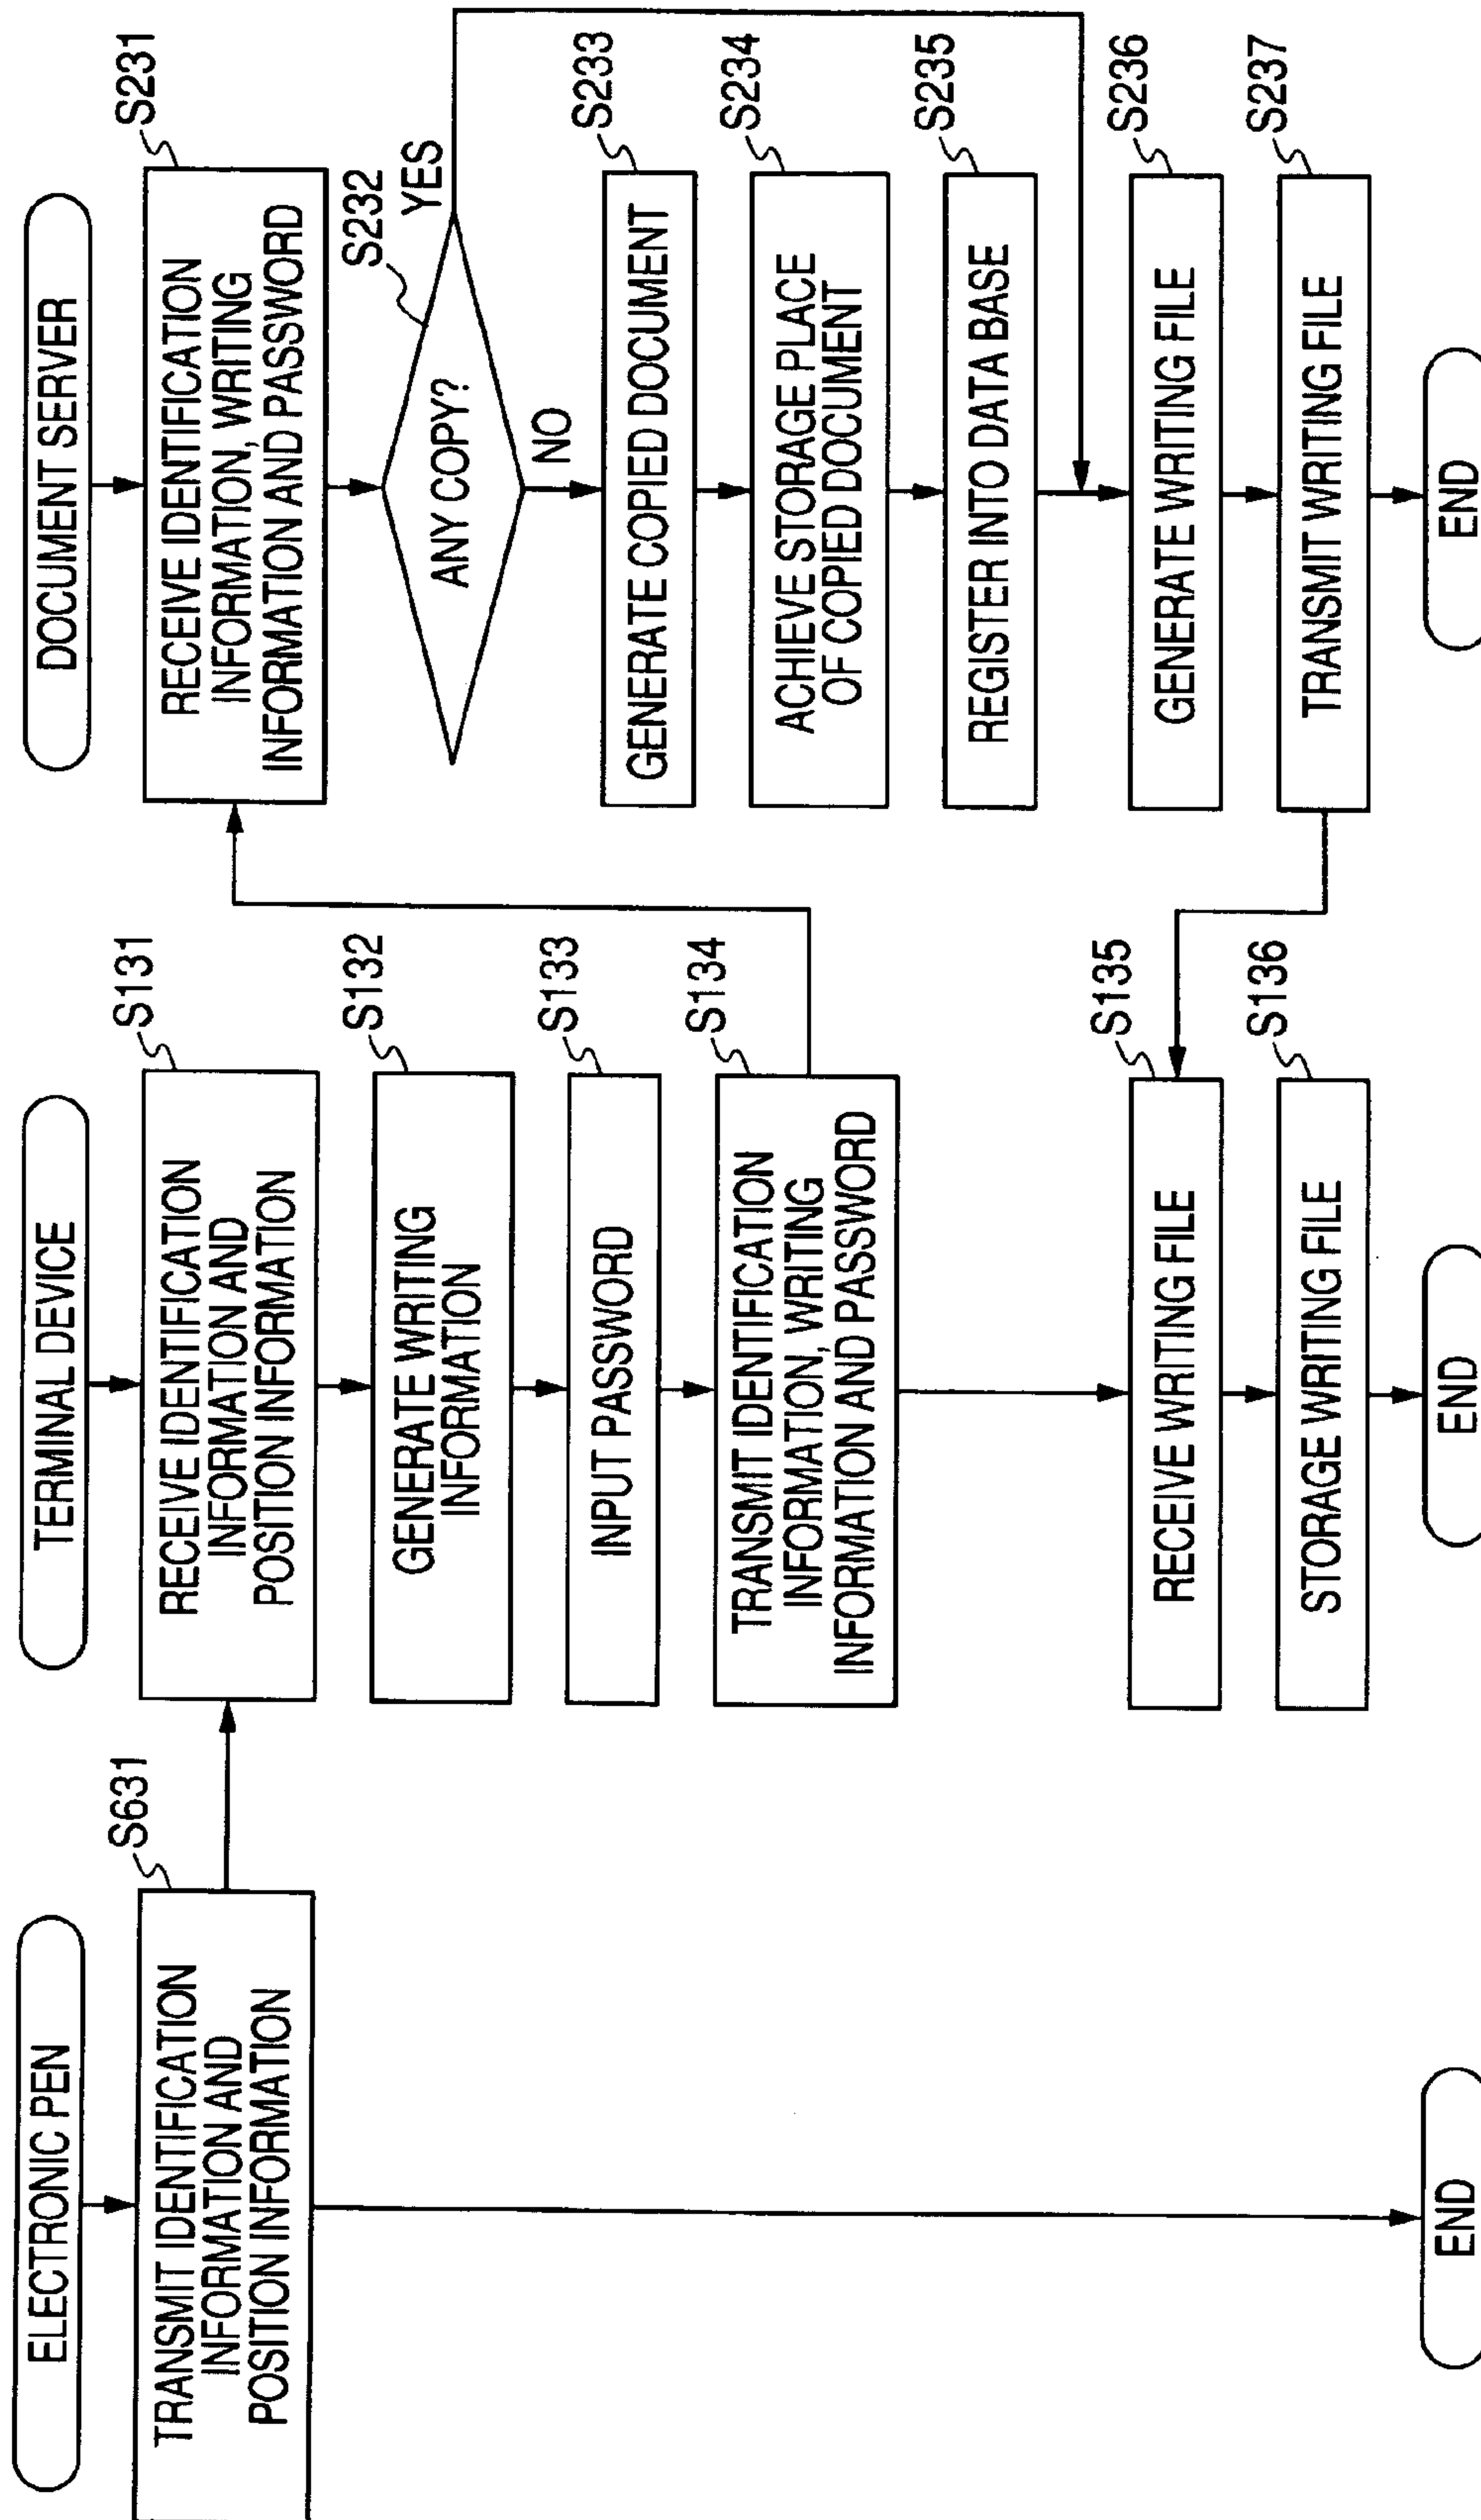 ELECTRONIC PEN
S631
TRANSMIT IDENTIFICATION
INFORMATION AND
POSITION INFORMATION
END
TERMINAL DEVICE
S131
RECEIVE IDENTIFICATION
INFORMATION AND
POSITION INFORMATION
S132
GENERATE WRITING
INFORMATION
S133
INPUT PASSWORD
S134
TRANSMIT IDENTIFICATION
INFORMATION, WRITING
INFORMATION AND PASSWORD
S135
RECEIVE WRITING FILE
S136
STORAGE WRITING FILE
END
DOCUMENT SERVER
S231
RECEIVE IDENTIFICATION
INFORMATION, WRITING
INFORMATION AND PASSWORD
S232
ANY COPY?
YES
NO
S233
GENERATE COPIED DOCUMENT
S234
ACHIEVE STORAGE PLACE
OF COPIED DOCUMENT
S235
REGISTER INTO DATA BASE
S236
GENERATE WRITING FILE
S237
TRANSMIT WRITING FILE
END